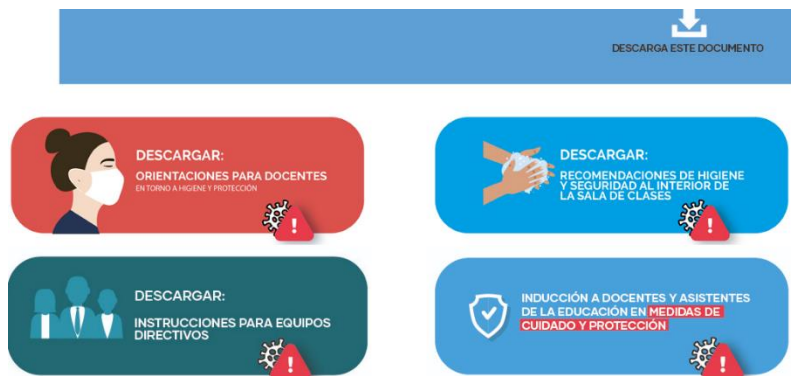 DESCARGA ESTE DOCUMENTO
DESCARGAR:
ORIENTACIONES PARA DOCENTES
EN TORNO A HIGIENE Y PROTECCIÓN
!
DESCARGAR:
RECOMENDACIONES DE HIGIENE
Y SEGURIDAD AL INTERIOR DE
LA SALA DE CLASES
!
DESCARGAR:
INSTRUCCIONES PARA EQUIPOS
DIRECTIVOS
!
INDUCCIÓN A DOCENTES Y ASISTENTES
DE LA EDUCACIÓN EN MEDIDAS DE
CUIDADO Y PROTECCIÓN
!